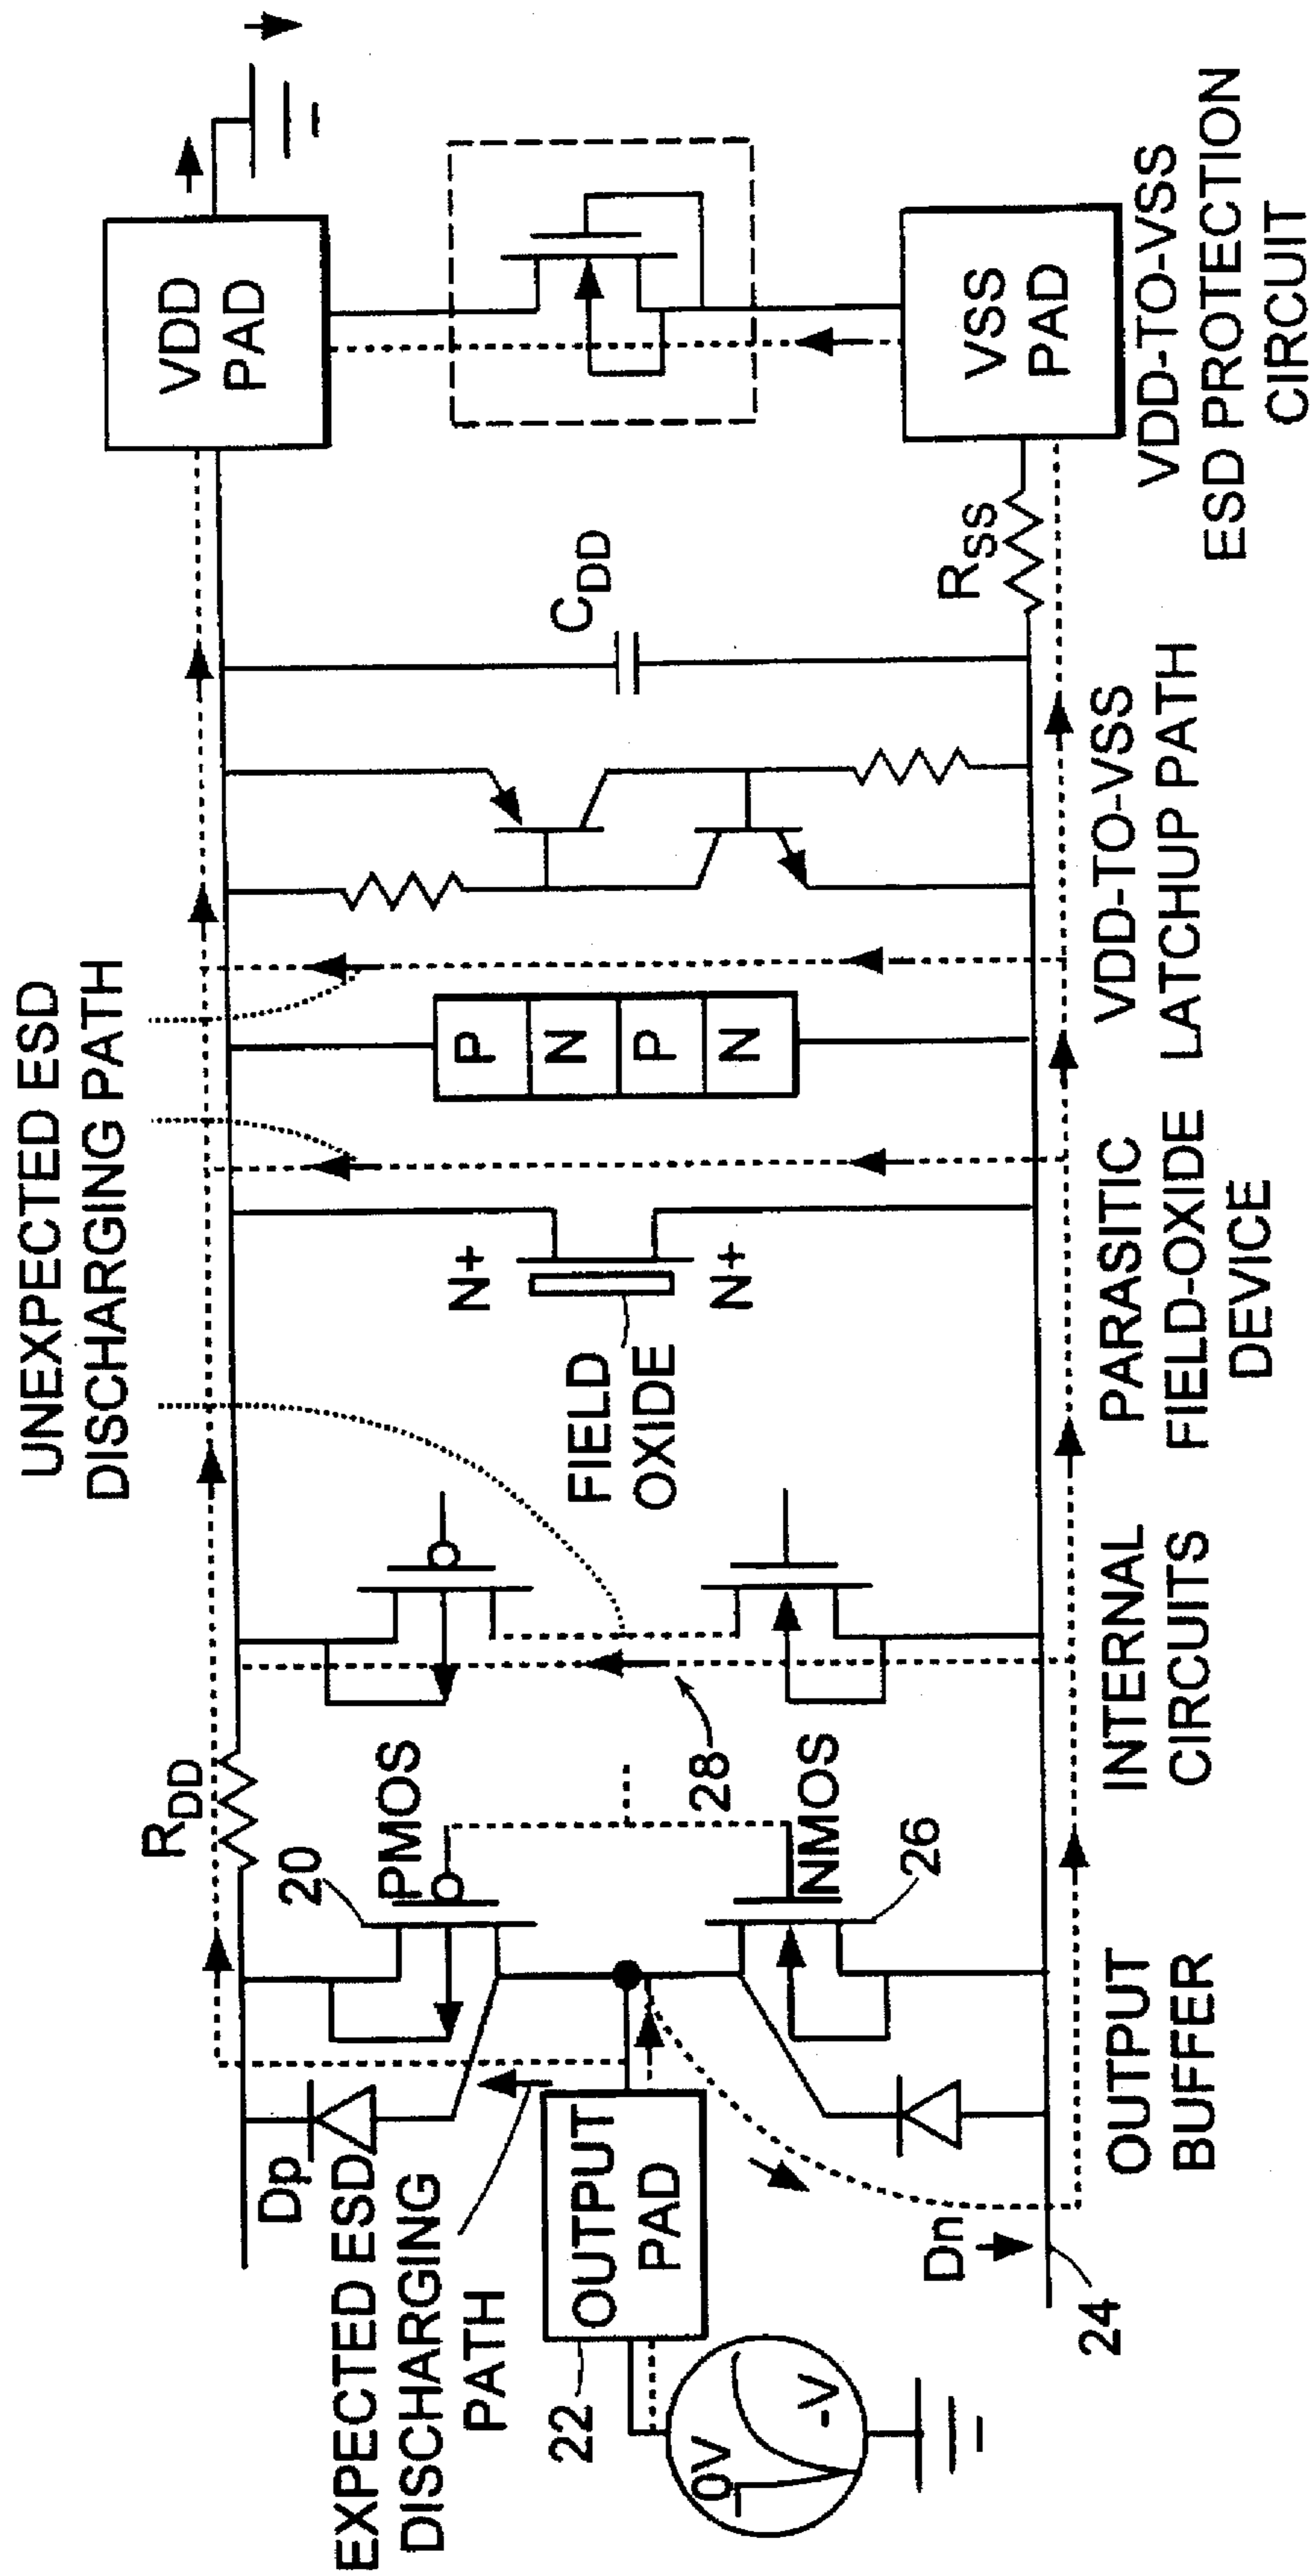 UNEXPECTED ESD
DISCHARGING PATH
VDD
PAD
R_DD
Dp
20
PMOS
EXPECTED ESD
DISCHARGING
PATH
N+
P
N
P
N
C_DD
FIELD
OXIDE
N+
22
OUTPUT
PAD
28
0V
-V
NMOS
26
Dn
24
R_SS
VSS
PAD
OUTPUT
BUFFER
INTERNAL
CIRCUITS
PARASITIC
FIELD-OXIDE
DEVICE
VDD-TO-VSS
LATCHUP PATH
VDD-TO-VSS
ESD PROTECTION
CIRCUIT